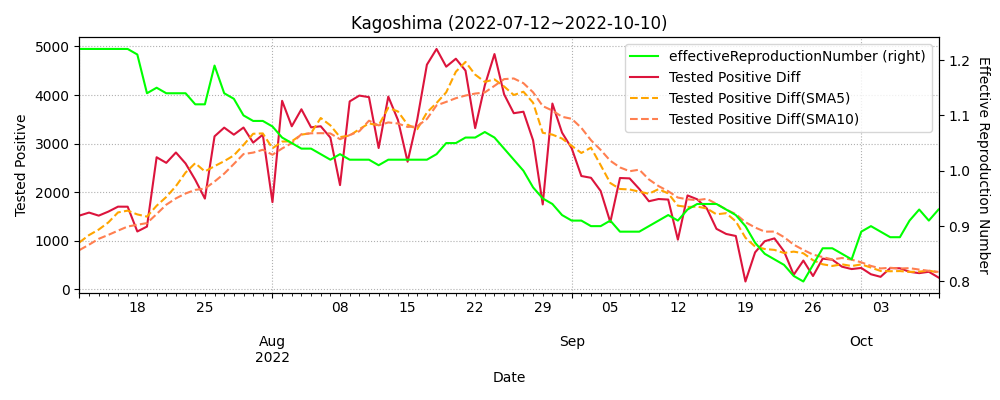 Kagoshima (2022-07-12~2022-10-10)
effectiveReproductionNumber (right)
Tested Positive Diff
Tested Positive Diff(SMA5)
Tested Positive Diff(SMA10)
Tested Positive
5000
4000
3000
2000
1000
0
Effective Reproduction Number
1.2
1.1
1.0
0.9
0.8
18 25 08 15 22 29 05 12 19 26 03
Aug Sep Oct
2022
Date